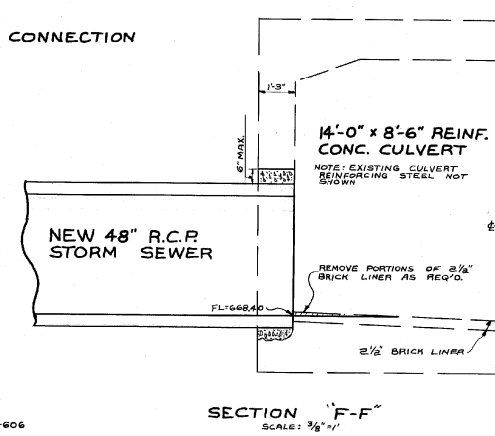 CONNECTION
1'-3"
6" MAX.
14'-0" x 8'-6" REINF.
CONC. CULVERT
NOTE: EXISTING CULVERT
REINFORCING STEEL NOT
SHOWN
NEW 48" R.C.P.
STORM SEWER
REMOVE PORTIONS OF 2½"
BRICK LINER AS REQ'D.
FL=668.40
2½" BRICK LINER
SECTION "F-F"
SCALE: 3/8"=1'
-606